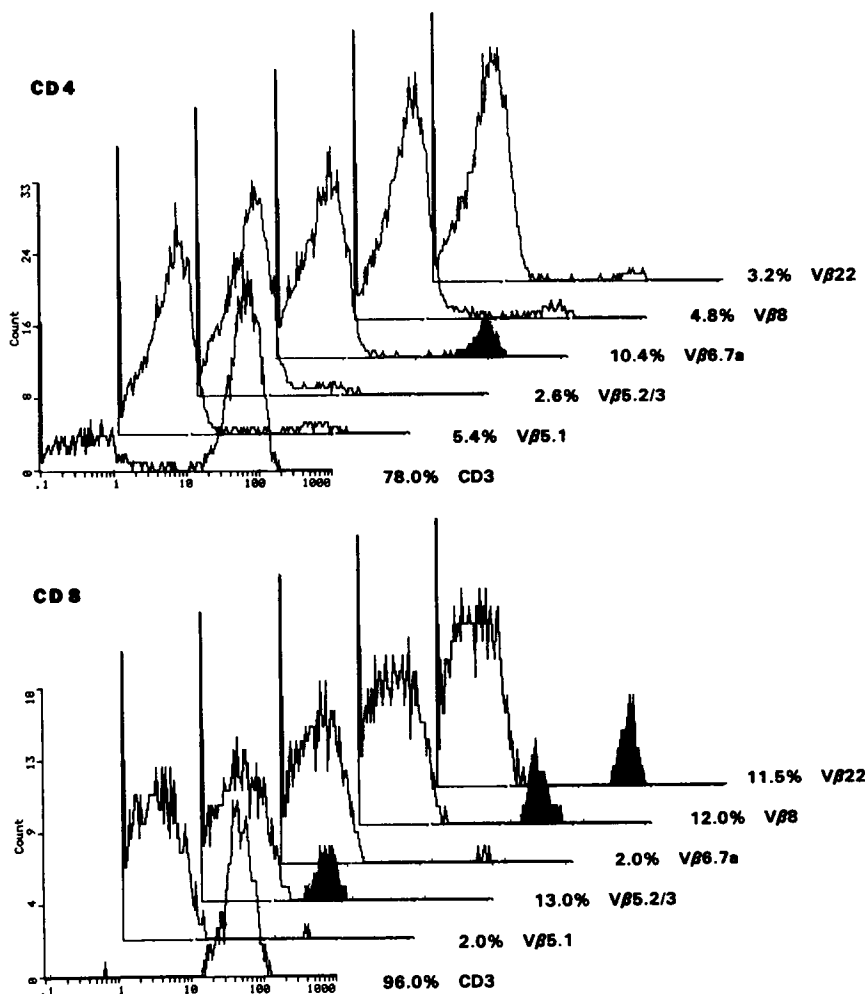 CD4
33
24
16
8
0
Count
.1 1 10 100 1000
3.2% Vβ22
4.8% Vβ8
10.4% Vβ6.7a
2.6% Vβ5.2/3
5.4% Vβ5.1
78.0% CD3
CD8
18
13
9
4
0
Count
.1 1 10 100 1000
11.5% Vβ22
12.0% Vβ8
2.0% Vβ6.7a
13.0% Vβ5.2/3
2.0% Vβ5.1
96.0% CD3